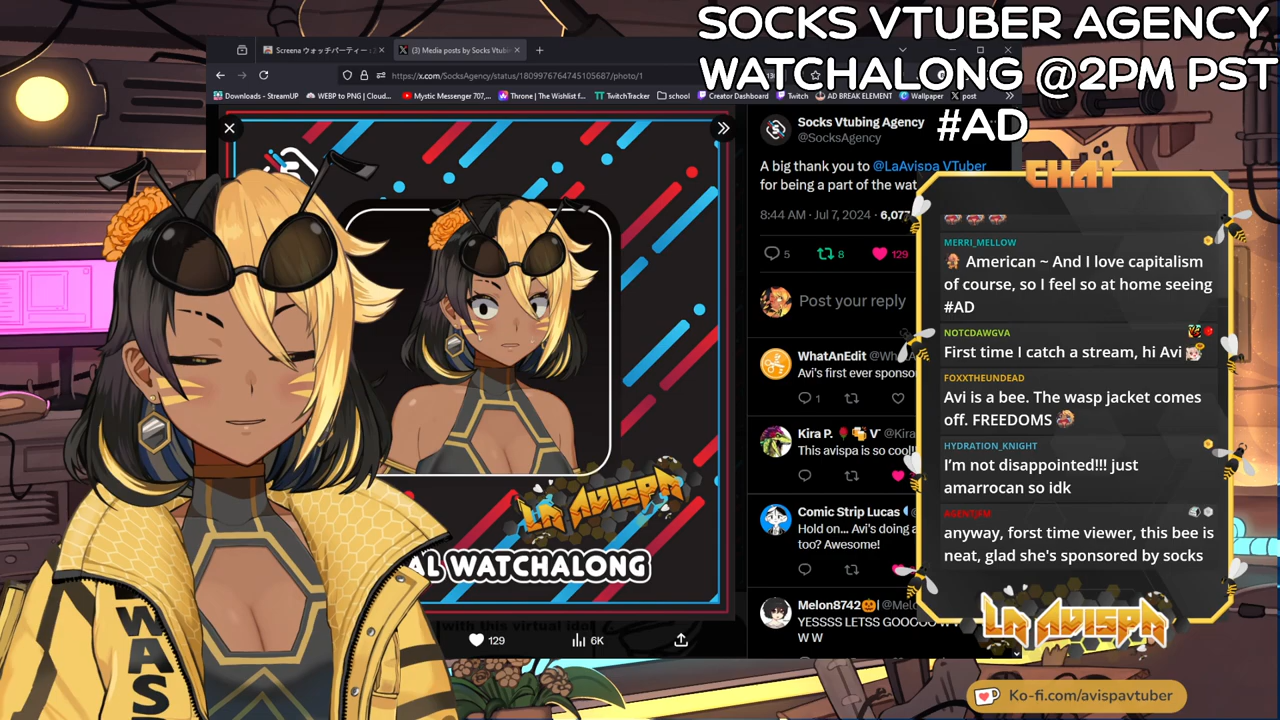 SOCKS VTUBER AGENCY
WATCHALONG @2PM PST
#AD
Screena ウォッチパーティー
(3) Media posts by Socks Vtub
https://x.com/SocksAgency/status/1809976764745105687/photo/1
Downloads - StreamUP
WEBP to PNG | Cloud...
Mystic Messenger 707,...
Throne | The Wishlist f...
TwitchTracker
school
Creator Dashboard
Twitch
AD BREAK ELEMENT
Wallpaper
post
Socks Vtubing Agency
@SocksAgency
A big thank you to @LaAvispa_VTuber
for being a part of the wat
8:44 AM · Jul 7, 2024 · 6,077
5
8
129
Post your reply
WhatAnEdit
Avi's first ever sponso
1
Kira P.
@Kira
This avispa is so cool!
Comic Strip Lucas
Hold on... Avi's doing a
too? Awesome!
Melon8742
@Melo
YESSSS LETSS GOOOOO W
W W
LA AVISPA
AL WATCHALONG
129
6K
WASP
CHAT
MERRI_MELLOW
American ~ And I love capitalism
of course, so I feel so at home seeing
#AD
NOTCDAWGVA
First time I catch a stream, hi Avi
FOXXTHEUNDEAD
Avi is a bee. The wasp jacket comes
off. FREEDOMS
HYDRATION_KNIGHT
I'm not disappointed!!! just
amarrocan so idk
AGENTJFM
anyway, forst time viewer, this bee is
neat, glad she's sponsored by socks
LA AVISPA
Ko-fi.com/avispavtuber